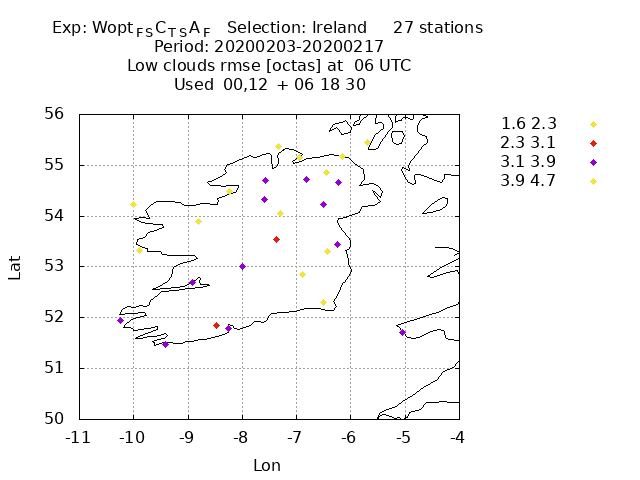 Exp: Wopt FS C TS A F Selection: Ireland 27 stations
Period: 20200203-20200217
Low clouds rmse [octas] at 06 UTC
Used 00,12 + 06 18 30
56
55
54
53
52
51
50
-11 -10 -9 -8 -7 -6 -5 -4
Lat
Lon
1.6 2.3
2.3 3.1
3.1 3.9
3.9 4.7